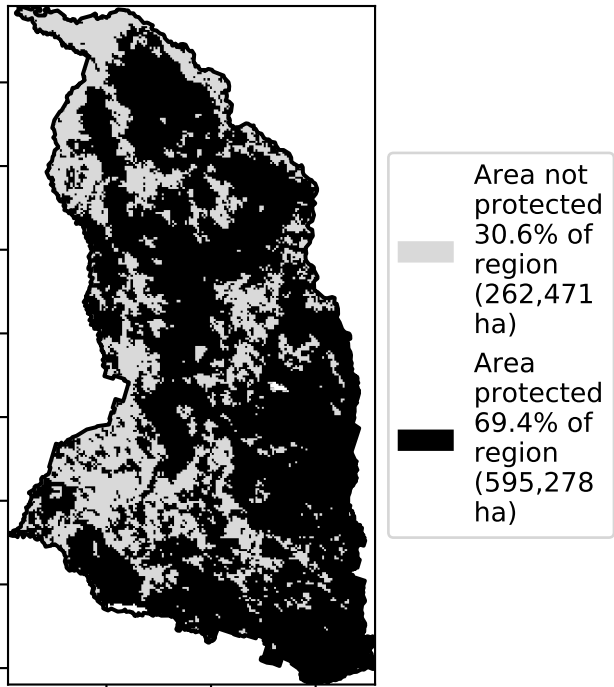 Area not
protected
30.6% of
region
(262,471
ha)
Area
protected
69.4% of
region
(595,278
ha)